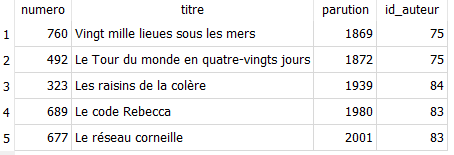 numero titre parution id_auteur
1 760 Vingt mille lieues sous les mers 1869 75
2 492 Le Tour du monde en quatre-vingts jours 1872 75
3 323 Les raisins de la colère 1939 84
4 689 Le code Rebecca 1980 83
5 677 Le réseau corneille 2001 83